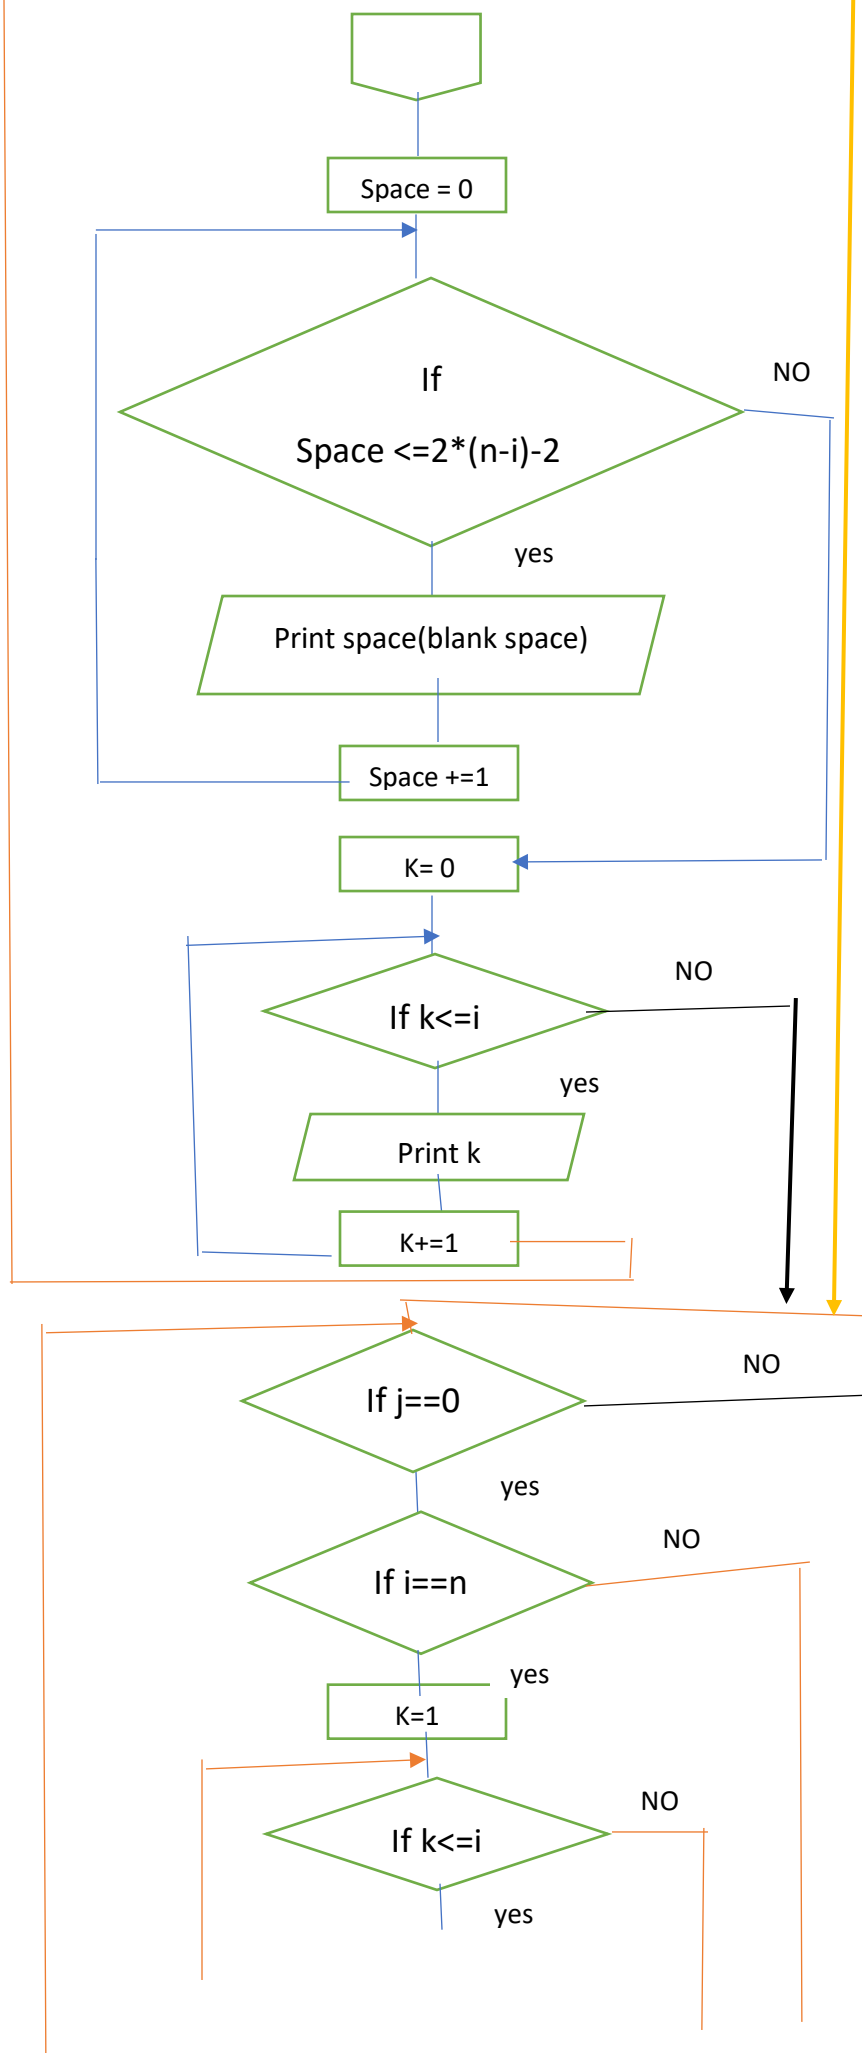 Space = 0
If
NO
Space <=2*(n-i)-2
yes
Print space(blank space)
Space +=1
K= 0
NO
If k<=i
yes
Print k
K+=1
NO
If j==0
yes
NO
If i==n
yes
K=1
NO
If k<=i
yes